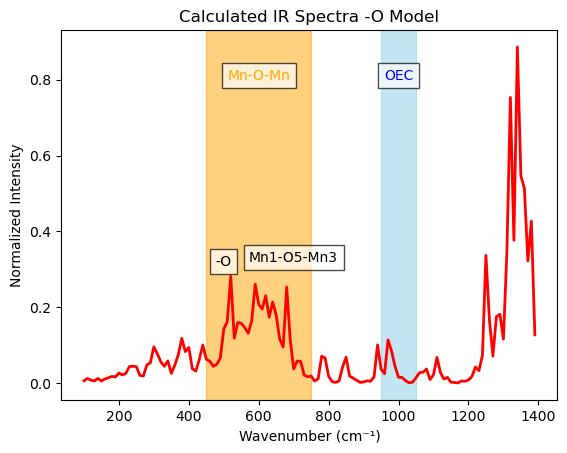 Calculated IR Spectra -O Model
Mn-O-Mn
OEC
-O
Mn1-O5-Mn3
Normalized Intensity
0.8
0.6
0.4
0.2
0.0
200 400 600 800 1000 1200 1400
Wavenumber (cm⁻¹)